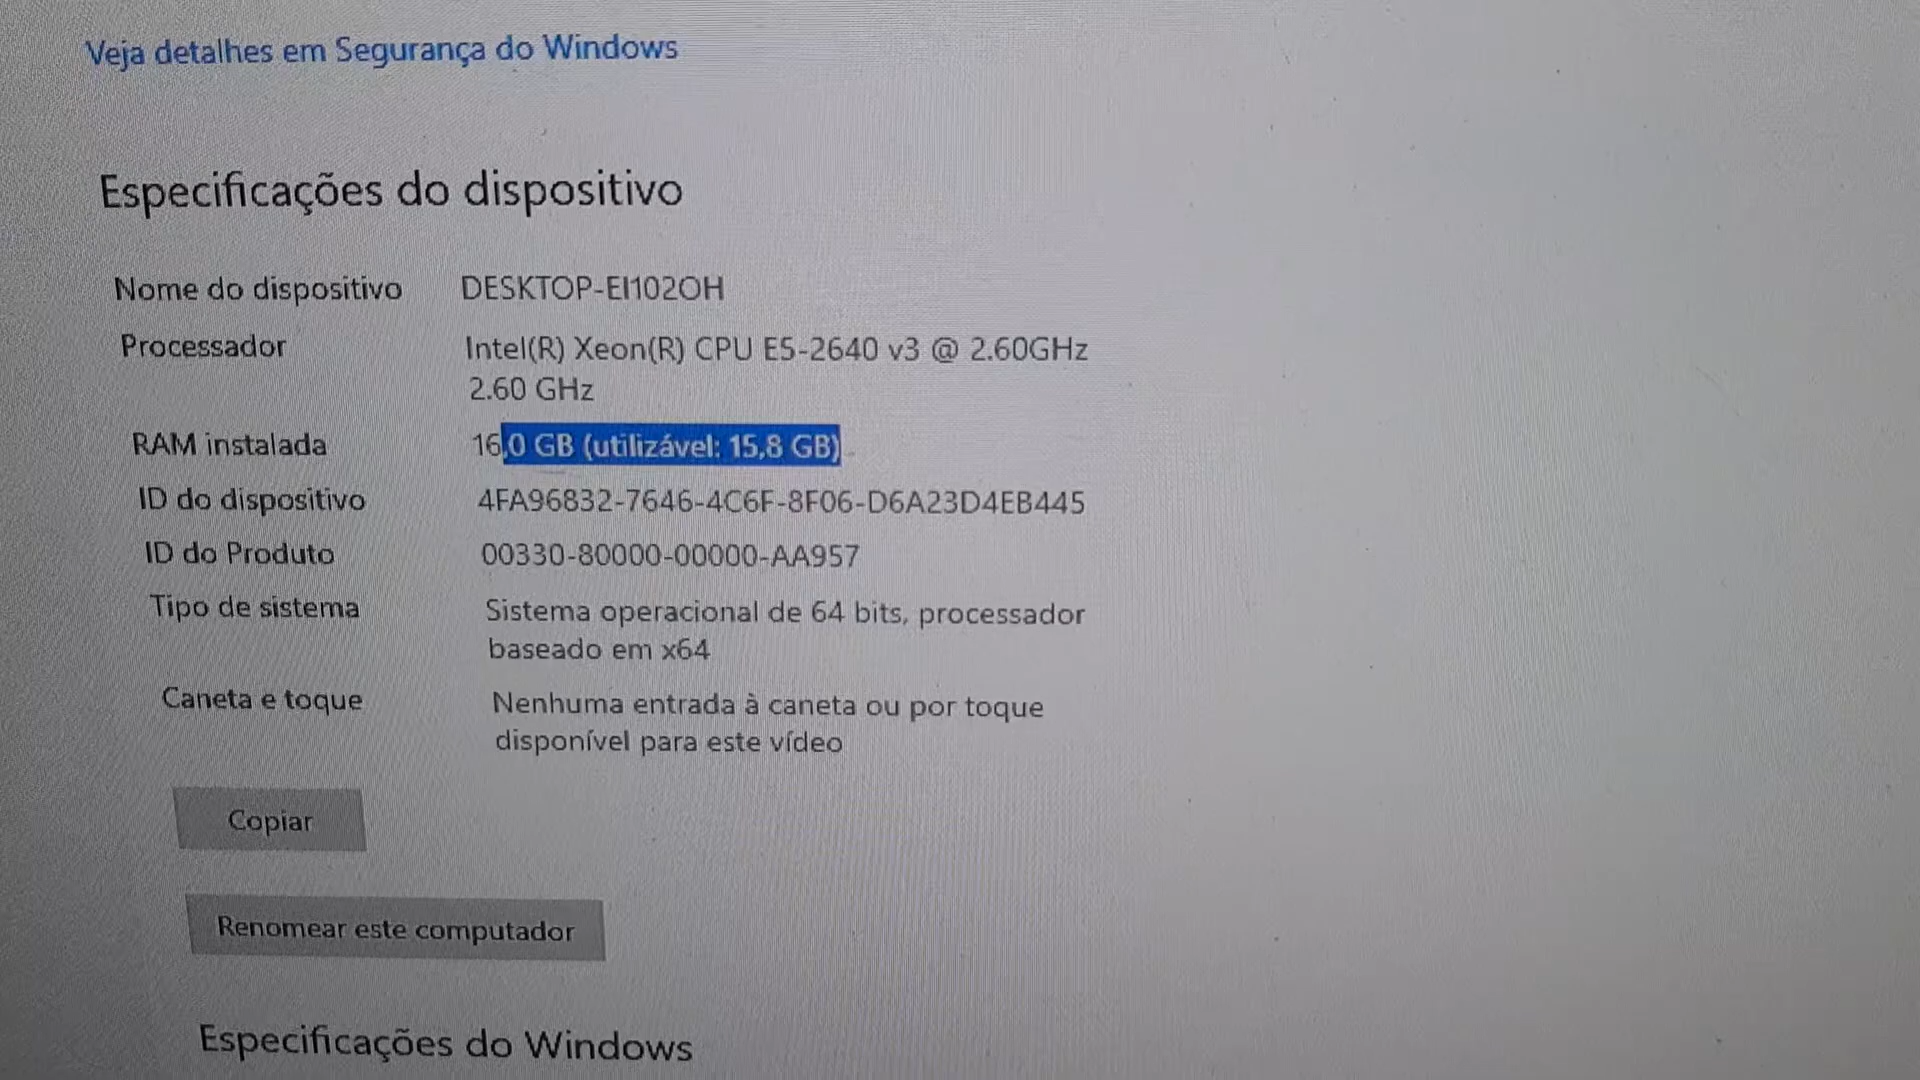 Veja detalhes em Segurança do Windows
Especificações do dispositivo
Nome do dispositivo DESKTOP-EI102OH
Processador Intel(R) Xeon(R) CPU E5-2640 v3 @ 2.60GHz
2.60 GHz
RAM instalada 16,0 GB (utilizável: 15,8 GB)
ID do dispositivo 4FA96832-7646-4C6F-8F06-D6A23D4EB445
ID do Produto 00330-80000-00000-AA957
Tipo de sistema Sistema operacional de 64 bits, processador
baseado em x64
Caneta e toque Nenhuma entrada à caneta ou por toque
disponível para este vídeo
Copiar
Renomear este computador
Especificações do Windows